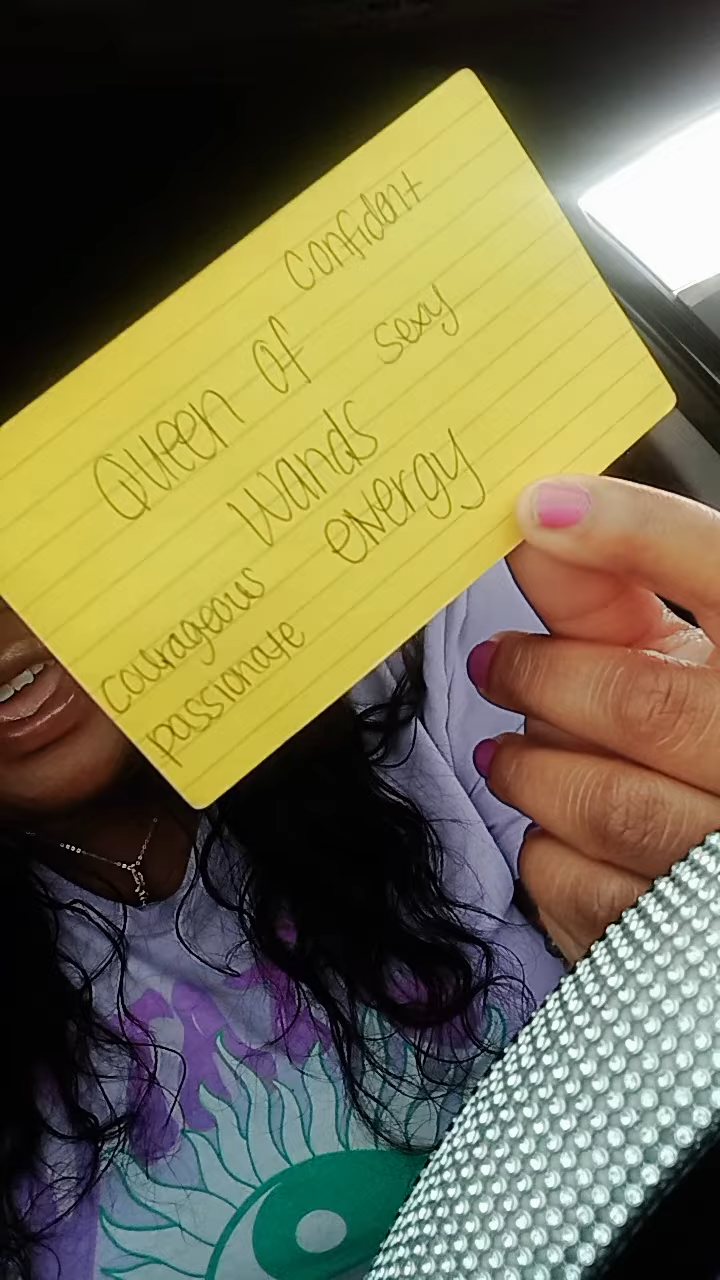 Confident
Queen of sexy
Wands
energy
courageous
passionate